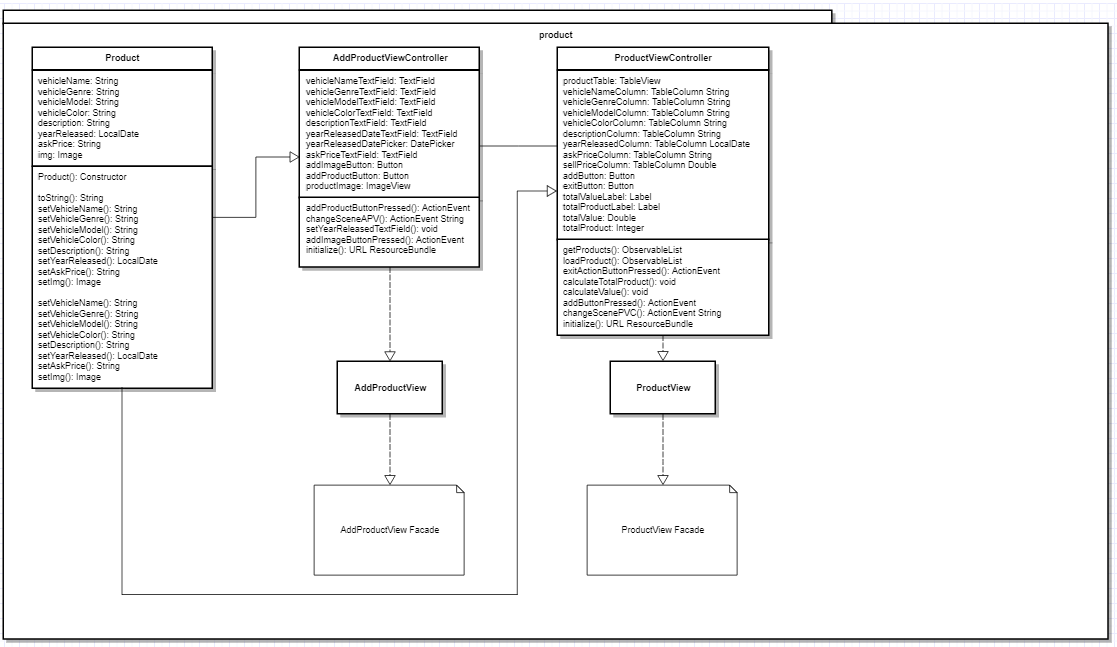 product
Product
vehicleName: String
vehicleGenre: String
vehicleModel: String
vehicleColor: String
description: String
yearReleased: LocalDate
askPrice: String
img: Image
Product(): Constructor
toString(): String
setVehicleName(): String
setVehicleGenre(): String
setVehicleModel(): String
setVehicleColor(): String
setDescription(): String
setYearReleased(): LocalDate
setAskPrice(): String
setImg(): Image
setVehicleName(): String
setVehicleGenre(): String
setVehicleModel(): String
setVehicleColor(): String
setDescription(): String
setYearReleased(): LocalDate
setAskPrice(): String
setImg(): Image
AddProductViewController
vehicleNameTextField: TextField
vehicleGenreTextField: TextField
vehicleModelTextField: TextField
vehicleColorTextField: TextField
descriptionTextField: TextField
yearReleasedDateTextField: TextField
yearReleasedDatePicker: DatePicker
askPriceTextField: TextField
addImageButton: Button
addProductButton: Button
productImage: ImageView
addProductButtonPressed(): ActionEvent
changeSceneAPV(): ActionEvent String
setYearReleasedTextField(): void
addImageButtonPressed(): ActionEvent
initialize(): URL ResourceBundle
ProductViewController
productTable: TableView
vehicleNameColumn: TableColumn String
vehicleGenreColumn: TableColumn String
vehicleModelColumn: TableColumn String
vehicleColorColumn: TableColumn String
descriptionColumn: TableColumn String
yearReleasedColumn: TableColumn LocalDate
askPriceColumn: TableColumn String
sellPriceColumn: TableColumn Double
addButton: Button
exitButton: Button
totalValueLabel: Label
totalProductLabel: Label
totalValue: Double
totalProduct: Integer
getProducts(): ObservableList
loadProduct(): ObservableList
exitActionButtonPressed(): ActionEvent
calculateTotalProduct(): void
calculateValue(): void
addButtonPressed(): ActionEvent
changeScenePVC(): ActionEvent String
initialize(): URL ResourceBundle
AddProductView
ProductView
AddProductView Facade
ProductView Facade